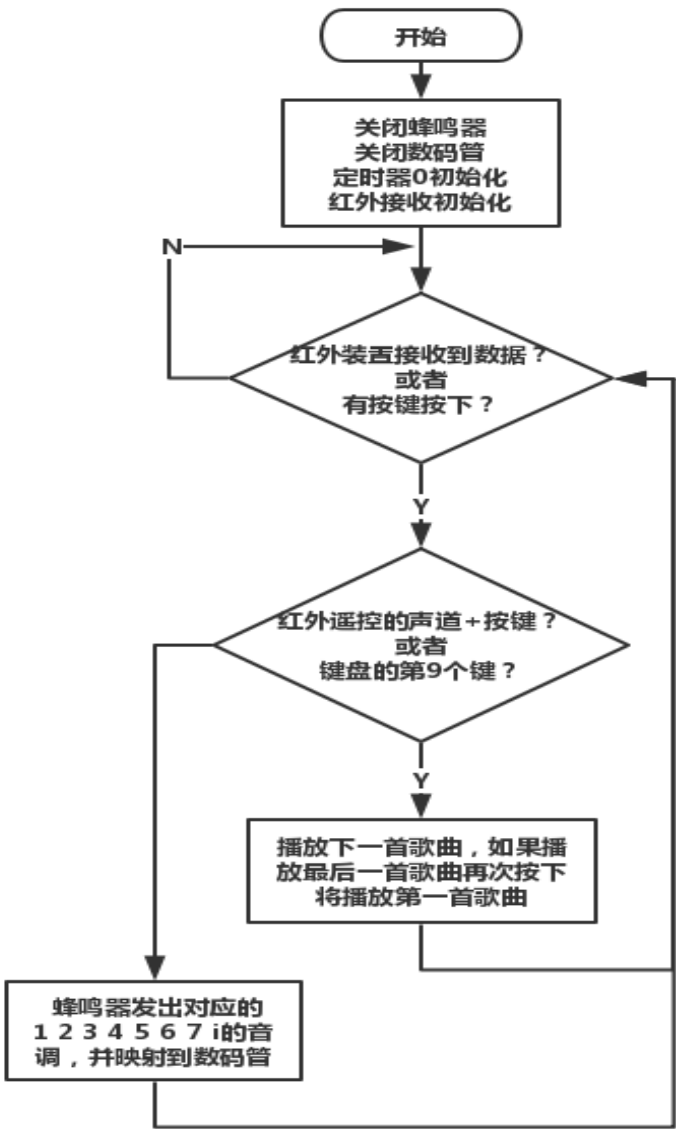 开始
关闭蜂鸣器
关闭数码管
定时器0初始化
红外接收初始化
N
红外装置接收到数据？
或者
有按键按下？
Y
红外遥控的声道+按键？
或者
键盘的第9个键？
Y
播放下一首歌曲，如果播
放最后一首歌曲再次按下
将播放第一首歌曲
蜂鸣器发出对应的
1 2 3 4 5 6 7 i的音
调，并映射到数码管